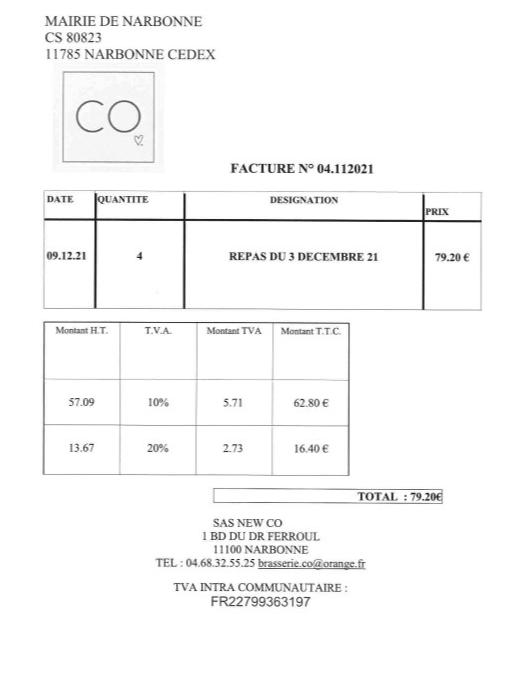 MAIRIE DE NARBONNE
CS 80823
11785 NARBONNE CEDEX
CO
FACTURE N° 04.112021
DATE QUANTITE DESIGNATION PRIX
09.12.21 4 REPAS DU 3 DECEMBRE 21 79.20 €
Montant H.T. T.V.A. Montant TVA Montant T.T.C.
57.09 10% 5.71 62.80 €
13.67 20% 2.73 16.40 €
TOTAL : 79.20€
SAS NEW CO
1 BD DU DR FERROUL
11100 NARBONNE
TEL : 04.68.32.55.25 brasserie.co@orange.fr
TVA INTRA COMMUNAUTAIRE :
FR22799363197